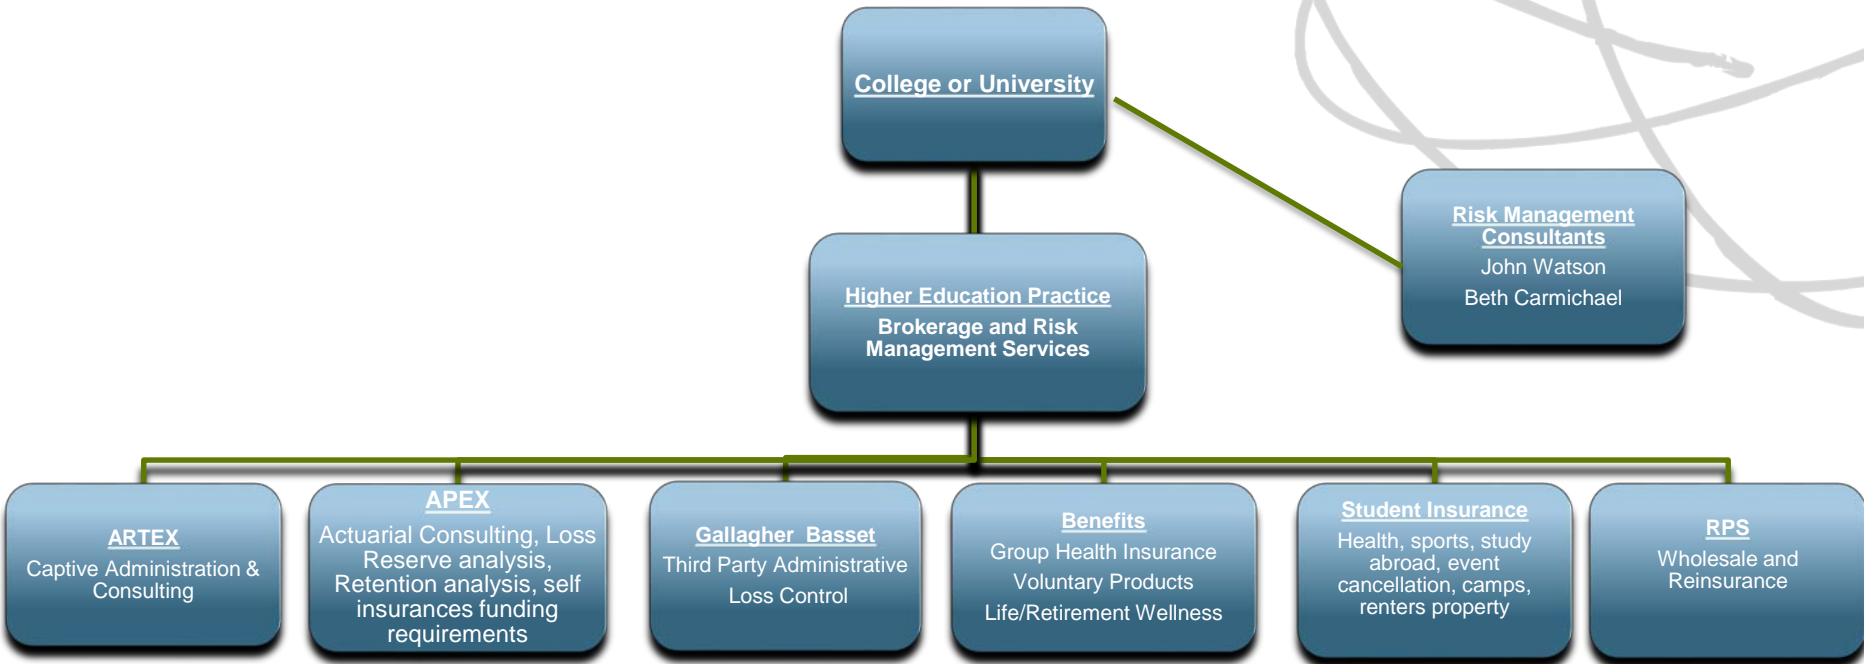 College or University
Risk Management
Consultants
John Watson
Beth Carmichael
Higher Education Practice
Brokerage and Risk
Management Services
ARTEX
Captive Administration &
Consulting
APEX
Actuarial Consulting, Loss
Reserve analysis,
Retention analysis, self
insurances funding
requirements
Gallagher Basset
Third Party Administrative
Loss Control
Benefits
Group Health Insurance
Voluntary Products
Life/Retirement Wellness
Student Insurance
Health, sports, study
abroad, event
cancellation, camps,
renters property
RPS
Wholesale and
Reinsurance